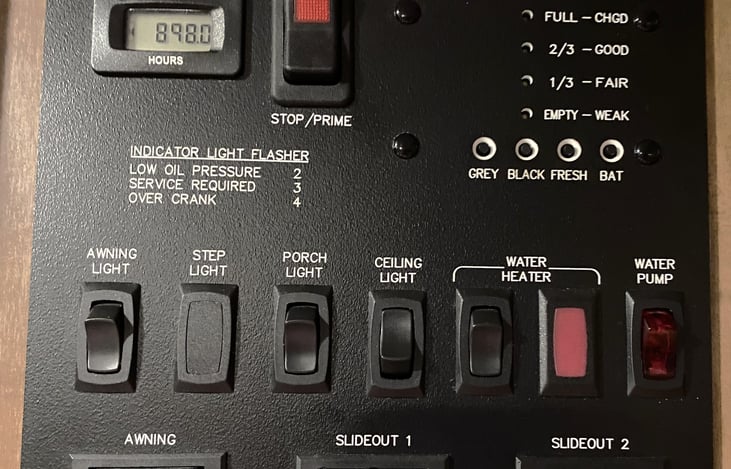 898.0
HOURS
STOP/PRIME
FULL – CHGD
2/3 – GOOD
1/3 – FAIR
EMPTY – WEAK
GREY BLACK FRESH BAT
INDICATOR LIGHT FLASHER
LOW OIL PRESSURE 2
SERVICE REQUIRED 3
OVER CRANK 4
AWNING
LIGHT
STEP
LIGHT
PORCH
LIGHT
CEILING
LIGHT
WATER
HEATER
WATER
PUMP
AWNING
SLIDEOUT 1
SLIDEOUT 2